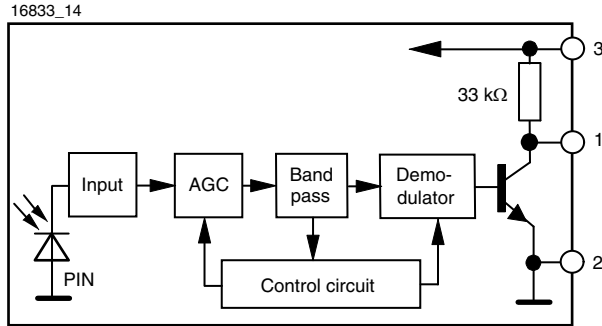 16833_14
3
33 kΩ
1
Input
AGC
Band
pass
Demo-
dulator
2
PIN
Control circuit